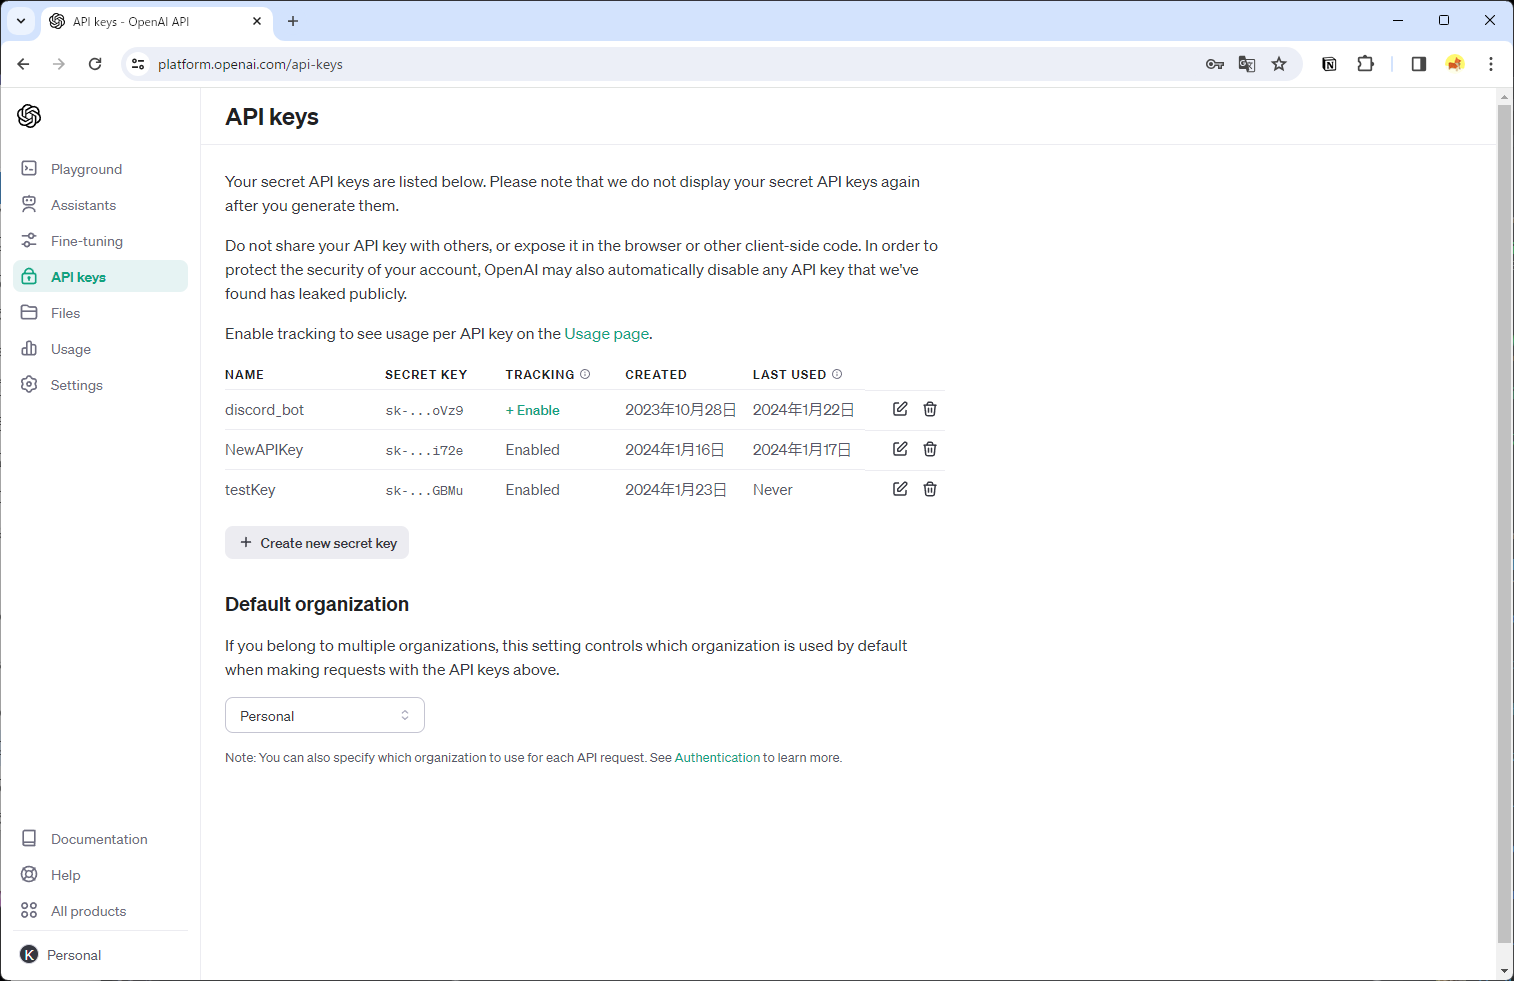 API keys - OpenAI API
platform.openai.com/api-keys
API keys
Playground
Assistants
Fine-tuning
API keys
Files
Usage
Settings
Your secret API keys are listed below. Please note that we do not display your secret API keys again
after you generate them.
Do not share your API key with others, or expose it in the browser or other client-side code. In order to
protect the security of your account, OpenAI may also automatically disable any API key that we've
found has leaked publicly.
Enable tracking to see usage per API key on the Usage page.
NAME SECRET KEY TRACKING CREATED LAST USED
discord_bot sk-...oVz9 + Enable 2023年10月28日 2024年1月22日
NewAPIKey sk-...i72e Enabled 2024年1月16日 2024年1月17日
testKey sk-...GBMu Enabled 2024年1月23日 Never
+ Create new secret key
Default organization
If you belong to multiple organizations, this setting controls which organization is used by default
when making requests with the API keys above.
Personal
Note: You can also specify which organization to use for each API request. See Authentication to learn more.
Documentation
Help
All products
K Personal